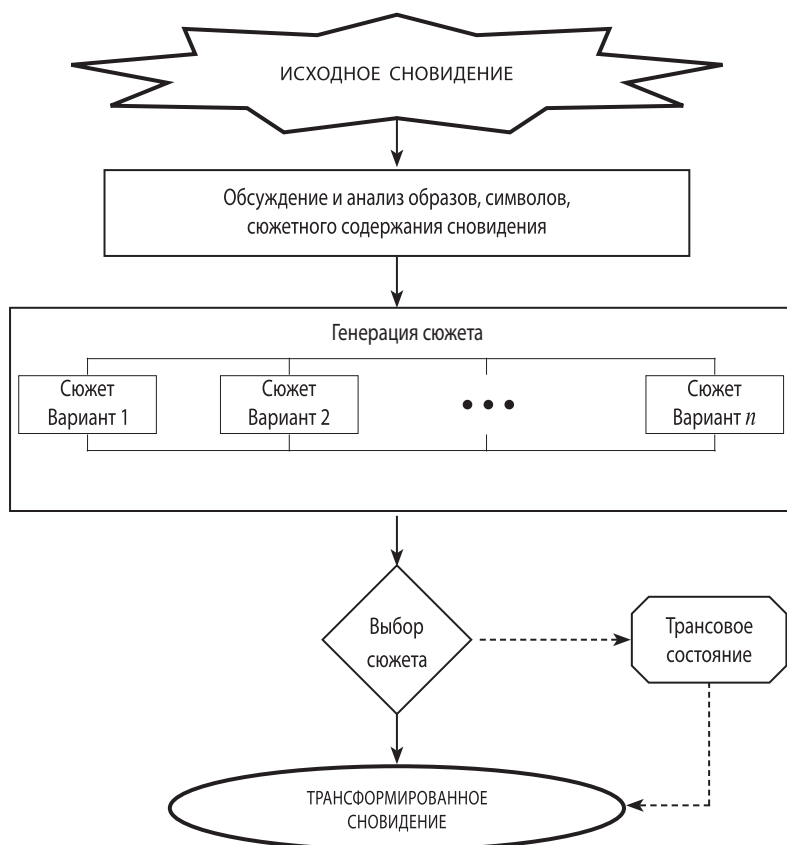 ИСХОДНОЕ СНОВИДЕНИЕ
Обсуждение и анализ образов, символов,
сюжетного содержания сновидения
Генерация сюжета
Сюжет
Вариант 1
Сюжет
Вариант 2
• • •
Сюжет
Вариант n
Выбор
сюжета
Трансовое
состояние
ТРАНСФОРМИРОВАННОЕ
СНОВИДЕНИЕ